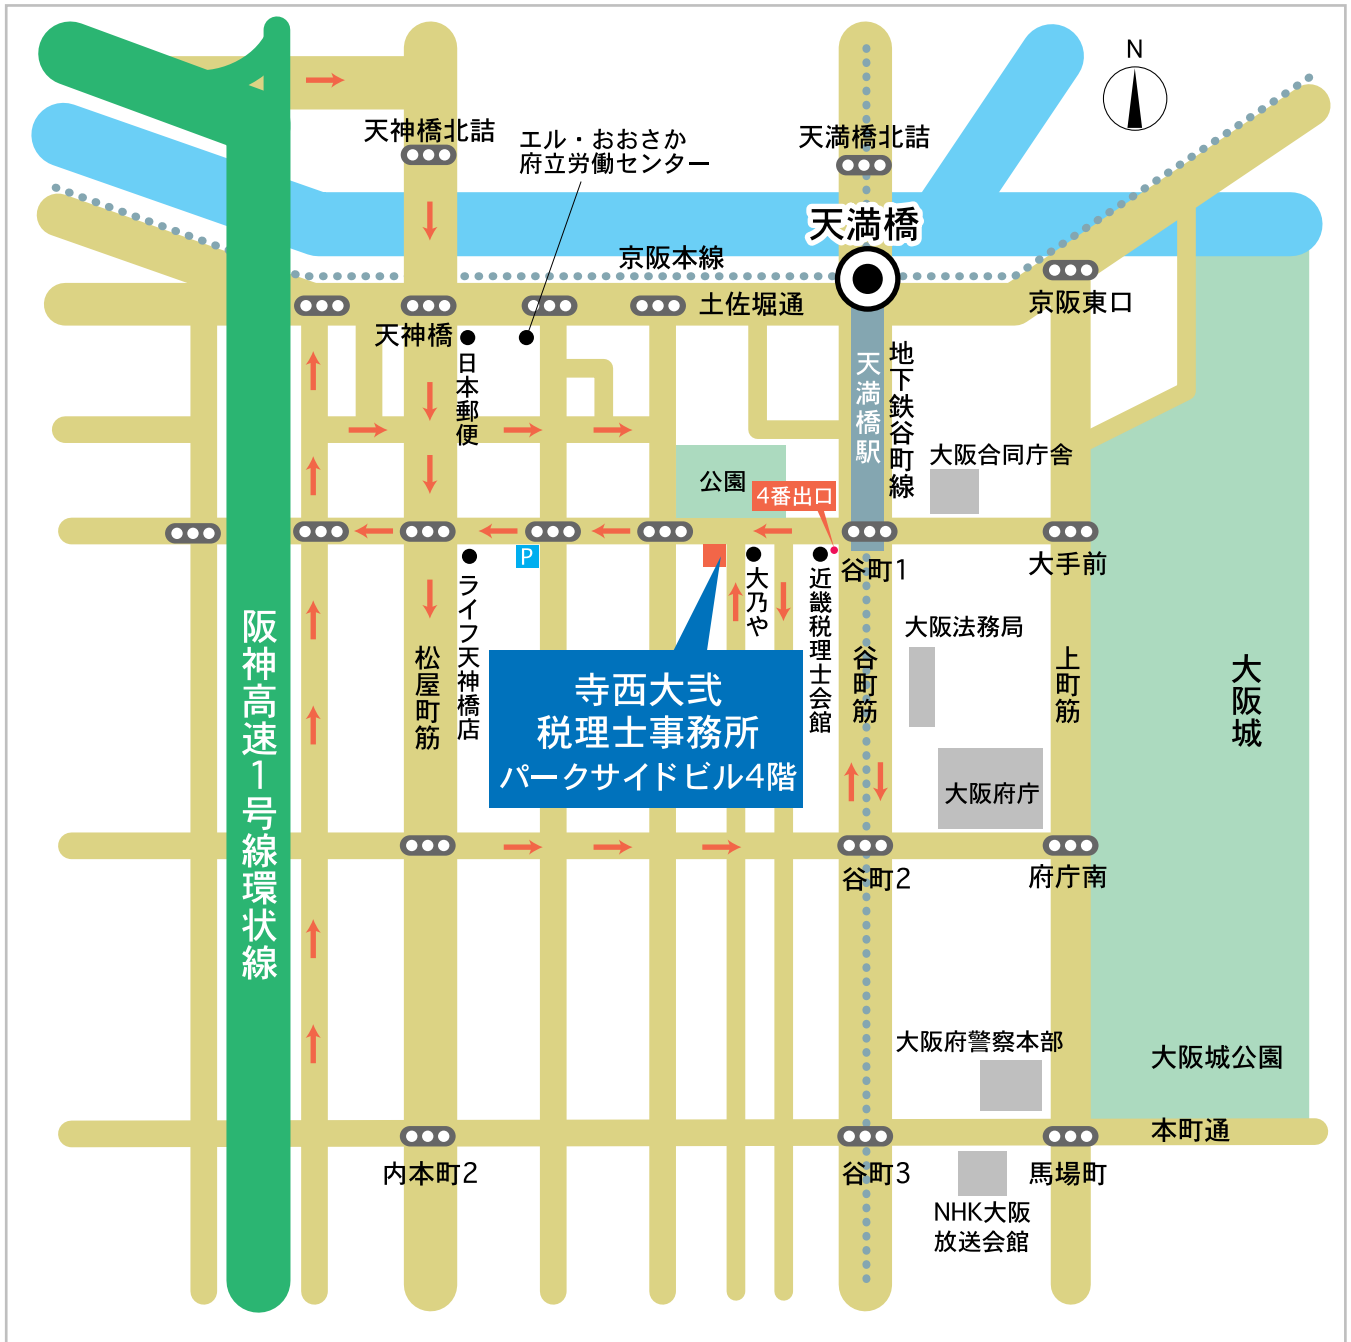 N
天神橋北詰
エル・おおさか
府立労働センター
天満橋北詰
天満橋
京阪本線
土佐堀通
京阪東口
天神橋
日本郵便
天満橋駅
地下鉄谷町線
大阪合同庁舎
公園
4番出口
P
谷町1
大手前
ライフ天神橋店
大乃や
近畿税理士会館
大阪法務局
阪神高速1号線環状線
松屋町筋
谷町筋
上町筋
大阪城
寺西大弐
税理士事務所
パークサイドビル4階
大阪府庁
谷町2
府庁南
大阪府警察本部
大阪城公園
本町通
内本町2
谷町3
馬場町
NHK大阪
放送会館